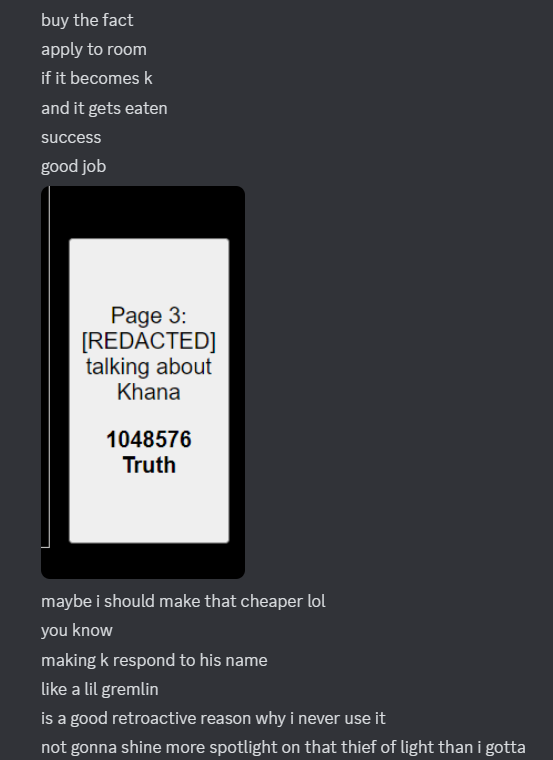 buy the fact
apply to room
if it becomes k
and it gets eaten
success
good job
Page 3:
[REDACTED]
talking about
Khana
1048576
Truth
maybe i should make that cheaper lol
you know
making k respond to his name
like a lil gremlin
is a good retroactive reason why i never use it
not gonna shine more spotlight on that thief of light than i gotta